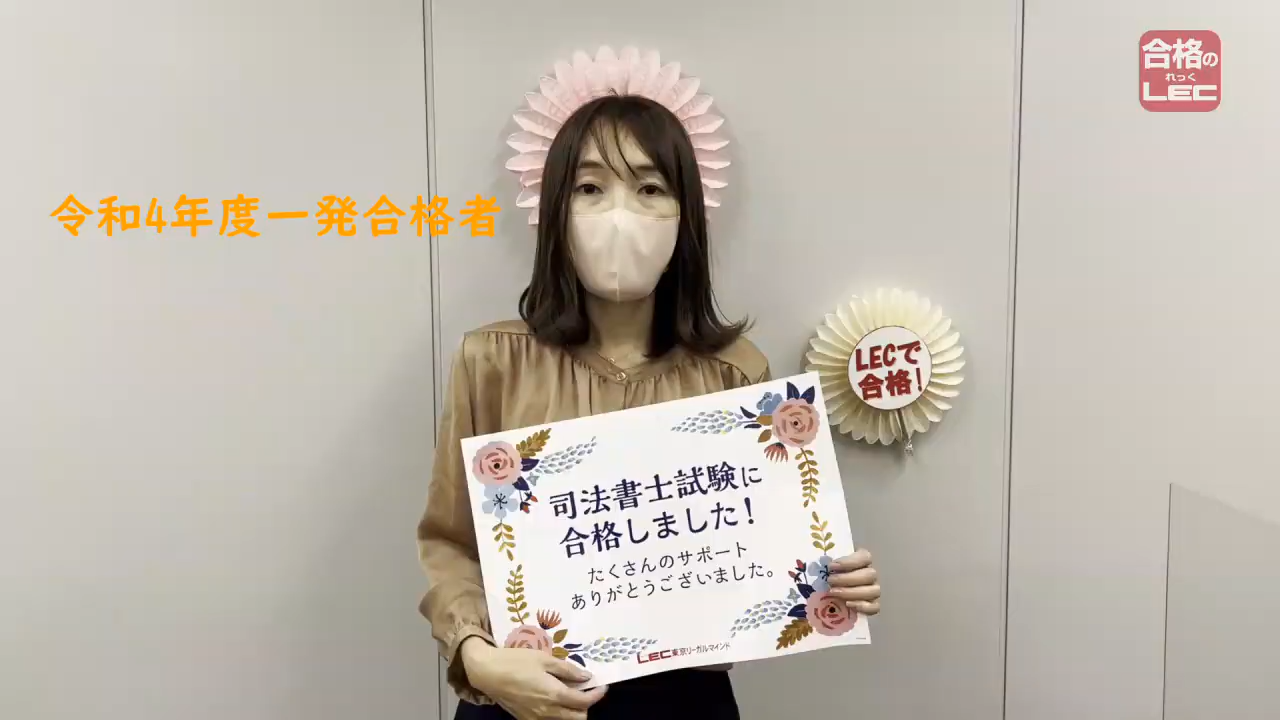 合格の
れっく
LEC
令和4年度一発合格者
LECで
合格!
司法書士試験に
合格しました!
たくさんのサポート
ありがとうございました。
LEC東京リーガルマインド